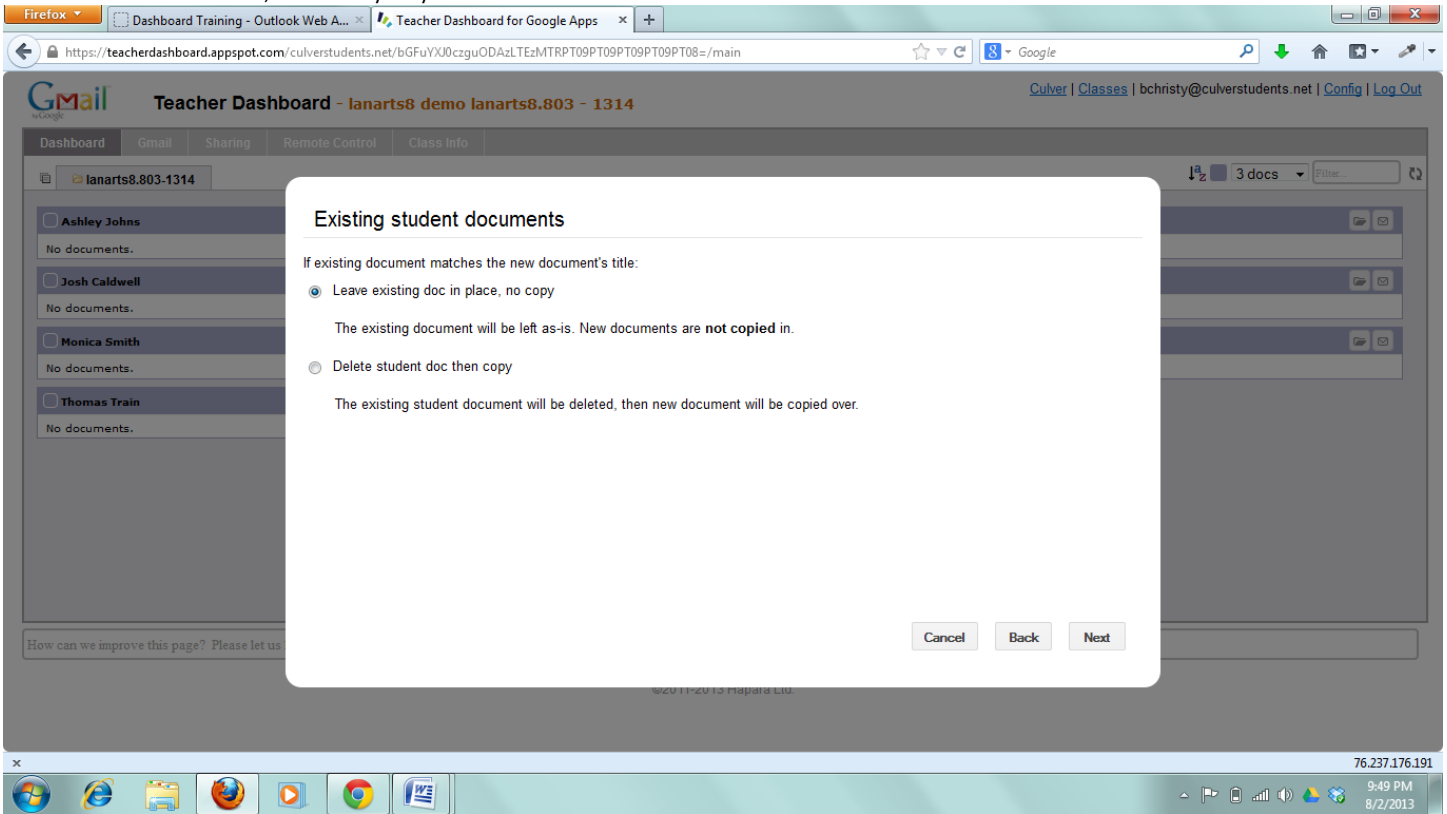 Firefox
Dashboard Training - Outlook Web A...
Teacher Dashboard for Google Apps
https://teacherdashboard.appspot.com/culverstudents.net/bGFuYXJ0czguODAzLTEzMTRPT09PT09PT09PT09PT08=/main
Google
Gmail
by Google
Teacher Dashboard - lanarts8 demo lanarts8.803 - 1314
Culver | Classes | bchristy@culverstudents.net | Config | Log Out
Dashboard Gmail Sharing Remote Control Class Info
lanarts8.803-1314
3 docs
Filter...
Ashley Johns
No documents.
Josh Caldwell
No documents.
Monica Smith
No documents.
Thomas Train
No documents.
Existing student documents
If existing document matches the new document's title:
Leave existing doc in place, no copy
The existing document will be left as-is. New documents are not copied in.
Delete student doc then copy
The existing student document will be deleted, then new document will be copied over.
Cancel Back Next
How can we improve this page? Please let us
©2011-2013 Hapara Ltd.
76.237.176.191
9:49 PM
8/2/2013